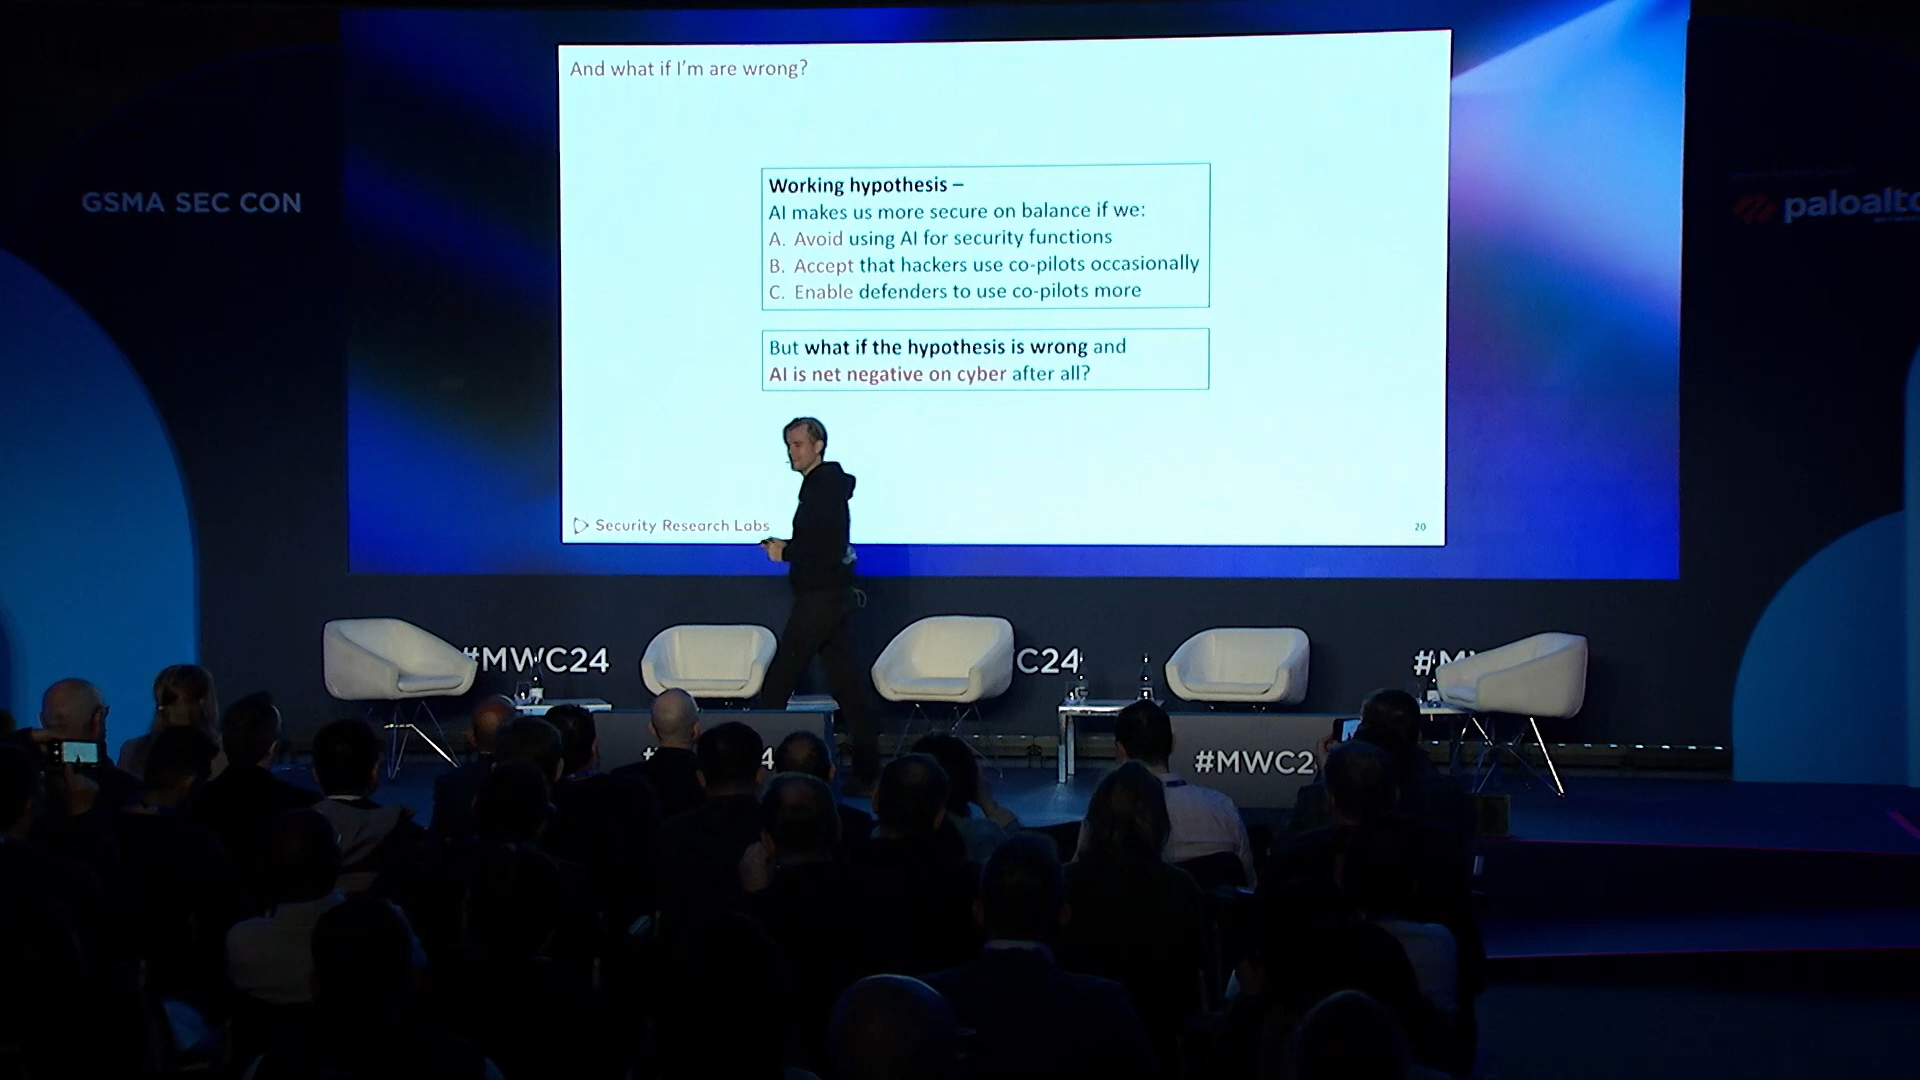 And what if I'm are wrong?
Working hypothesis –
AI makes us more secure on balance if we:
A. Avoid using AI for security functions
B. Accept that hackers use co-pilots occasionally
C. Enable defenders to use co-pilots more
But what if the hypothesis is wrong and
AI is net negative on cyber after all?
Security Research Labs
20
GSMA SEC CON
paloalto
#MWC24
C24
#M
4
#MWC2